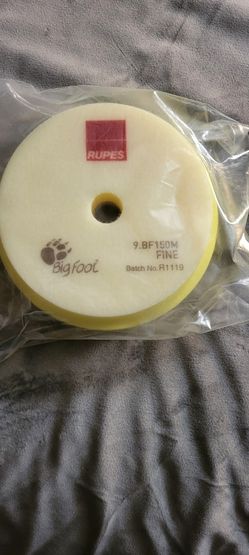 RUPES
BigFoot
9.BF150M
FINE
Batch No.R1119